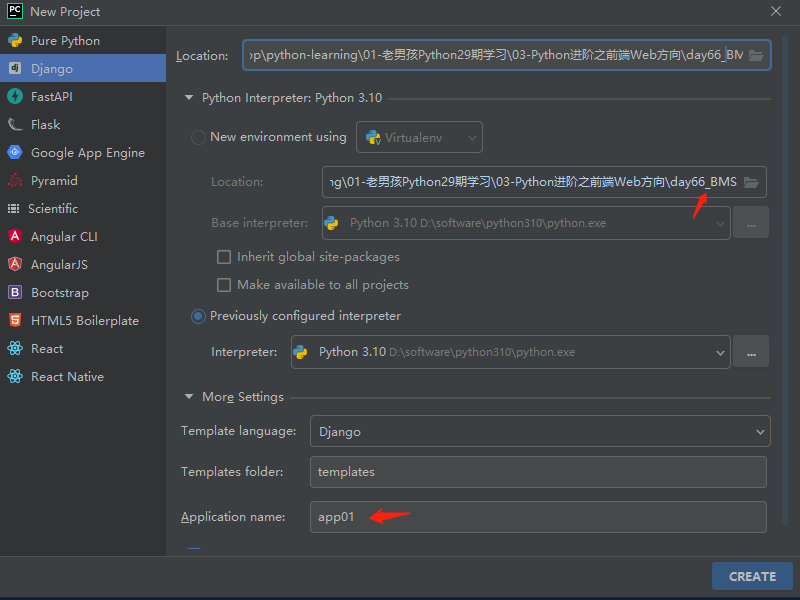 New Project
Pure Python
Django
FastAPI
Flask
Google App Engine
Pyramid
Scientific
Angular CLI
AngularJS
Bootstrap
HTML5 Boilerplate
React
React Native
Location: op\python-learning\01-老男孩Python29期学习\03-Python进阶之前端Web方向\day66_BM
Python Interpreter: Python 3.10
New environment using Virtualenv
Location: ng\01-老男孩Python29期学习\03-Python进阶之前端Web方向\day66_BMS
Base interpreter: Python 3.10 D:\software\python310\python.exe ...
Inherit global site-packages
Make available to all projects
Previously configured interpreter
Interpreter: Python 3.10 D:\software\python310\python.exe ...
More Settings
Template language: Django
Templates folder: templates
Application name: app01
CREATE